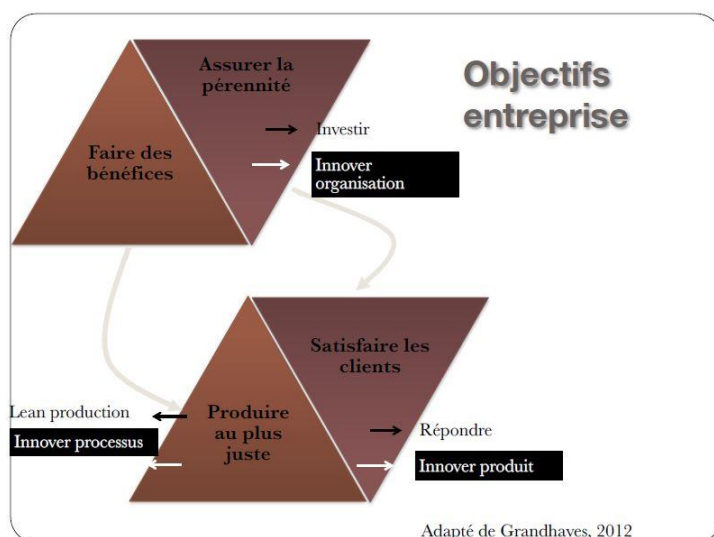 Objectifs
entreprise
Assurer la
pérennité
Investir
Innover
organisation
Faire des
bénéfices
Satisfaire les
clients
Répondre
Innover produit
Produire
au plus
juste
Lean production
Innover processus
Adapté de Grandhaves, 2012